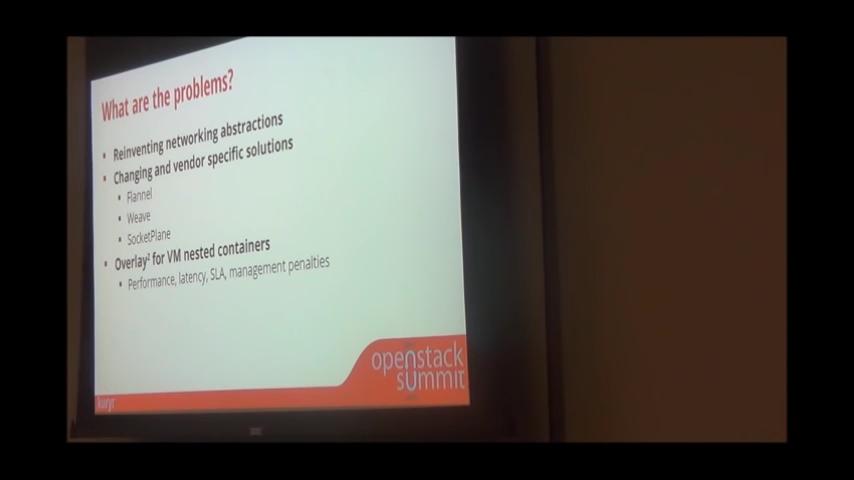 What are the problems?
Reinventing networking abstractions
Changing and vendor specific solutions
Flannel
Weave
SocketPlane
Overlay² for VM nested containers
Performance, latency, SLA, management penalties
openstack
summit
kuryr